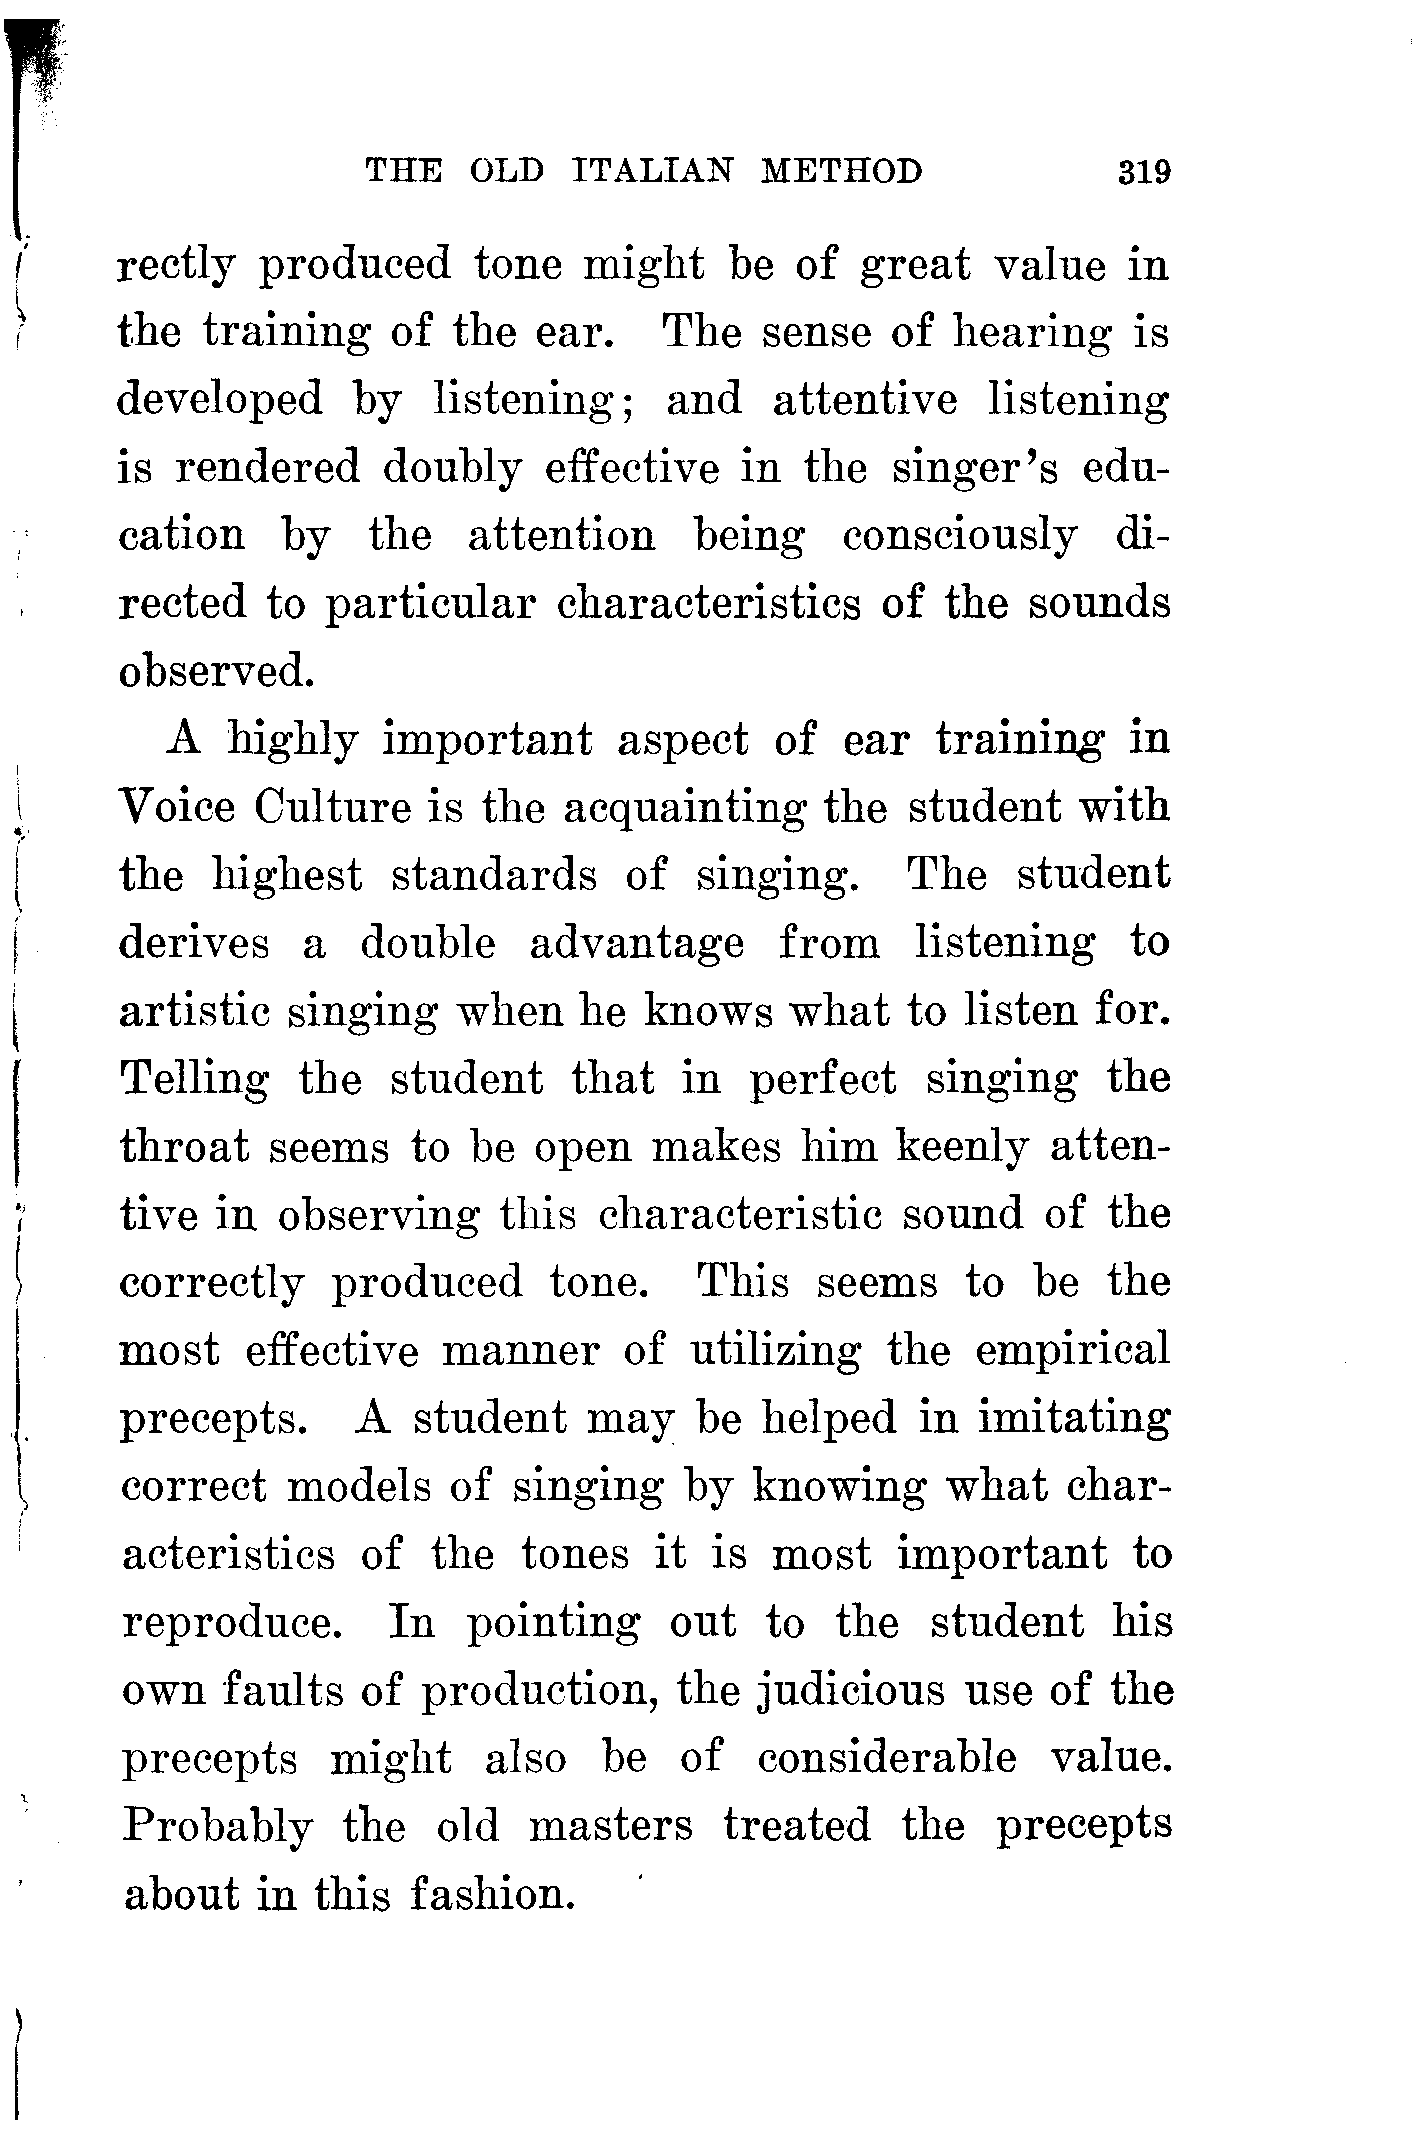 THE OLD ITALIAN METHOD 319
rectly produced tone might be of great value in
the training of the ear. The sense of hearing is
developed by listening; and attentive listening
is rendered doubly effective in the singer's edu-
cation by the attention being consciously di-
rected to particular characteristics of the sounds
observed.
A highly important aspect of ear training in
Voice Culture is the acquainting the student with
the highest standards of singing. The student
derives a double advantage from listening to
artistic singing when he knows what to listen for.
Telling the student that in perfect singing the
throat seems to be open makes him keenly atten-
tive in observing this characteristic sound of the
correctly produced tone. This seems to be the
most effective manner of utilizing the empirical
precepts. A student may be helped in imitating
correct models of singing by knowing what char-
acteristics of the tones it is most important to
reproduce. In pointing out to the student his
own faults of production, the judicious use of the
precepts might also be of considerable value.
Probably the old masters treated the precepts
about in this fashion.